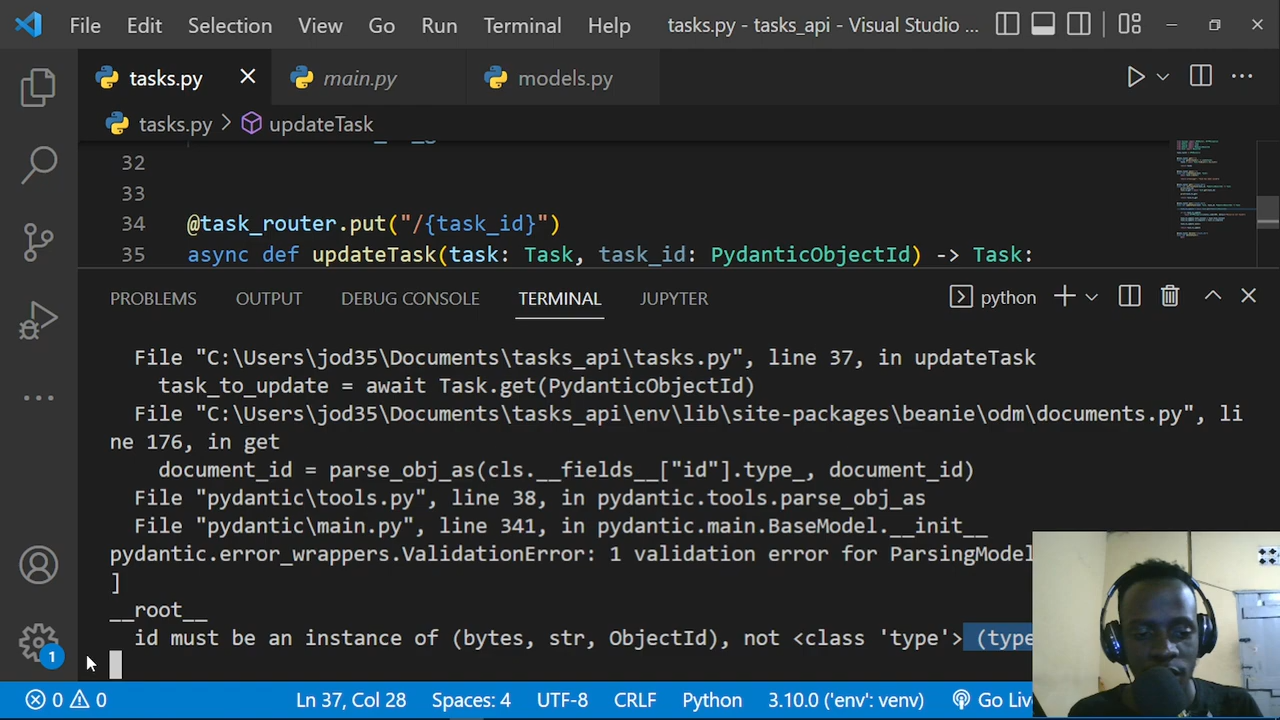 File Edit Selection View Go Run Terminal Help tasks.py - tasks_api - Visual Studio ...
tasks.py main.py models.py
tasks.py > updateTask
32
33
34 @task_router.put("/{task_id}")
35 async def updateTask(task: Task, task_id: PydanticObjectId) -> Task:
PROBLEMS OUTPUT DEBUG CONSOLE TERMINAL JUPYTER python
File "C:\Users\jod35\Documents\tasks_api\tasks.py", line 37, in updateTask
task_to_update = await Task.get(PydanticObjectId)
File "C:\Users\jod35\Documents\tasks_api\env\lib\site-packages\beanie\odm\documents.py", li
ne 176, in get
document_id = parse_obj_as(cls.__fields__["id"].type_, document_id)
File "pydantic\tools.py", line 38, in pydantic.tools.parse_obj_as
File "pydantic\main.py", line 341, in pydantic.main.BaseModel.__init__
pydantic.error_wrappers.ValidationError: 1 validation error for ParsingModel
]
__root__
id must be an instance of (bytes, str, ObjectId), not <class 'type'> (type
1
0 0 Ln 37, Col 28 Spaces: 4 UTF-8 CRLF Python 3.10.0 ('env': venv) Go Live